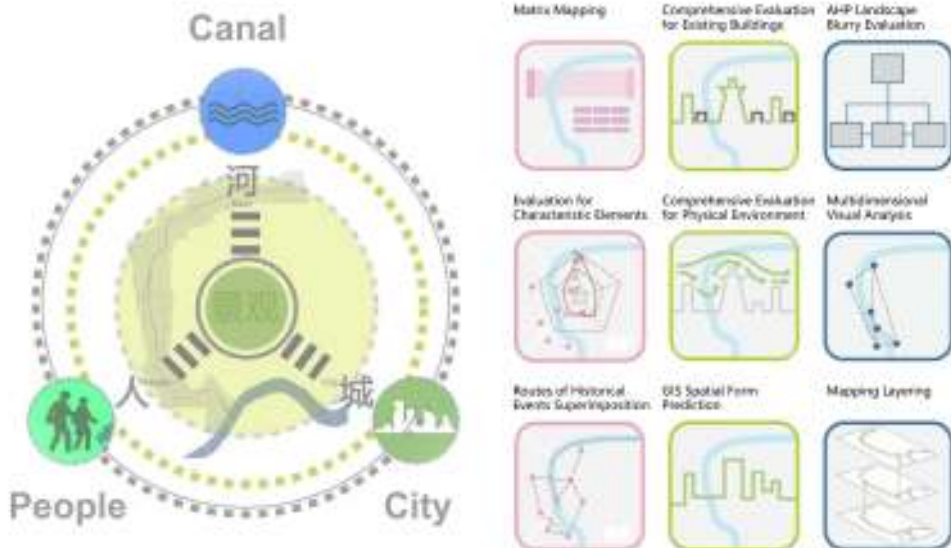 Canal
河
景观
人
城
People
City
Matrix Mapping
Comprehensive Evaluation
for Existing Buildings
AHP Landscape
Blurry Evaluation
Evaluation for
Characteristic Elements
Comprehensive Evaluation
for Physical Environment
Multidimensional
Visual Analysis
Routes of Historical
Events Superimposition
GIS Spatial Form
Prediction
Mapping Layering